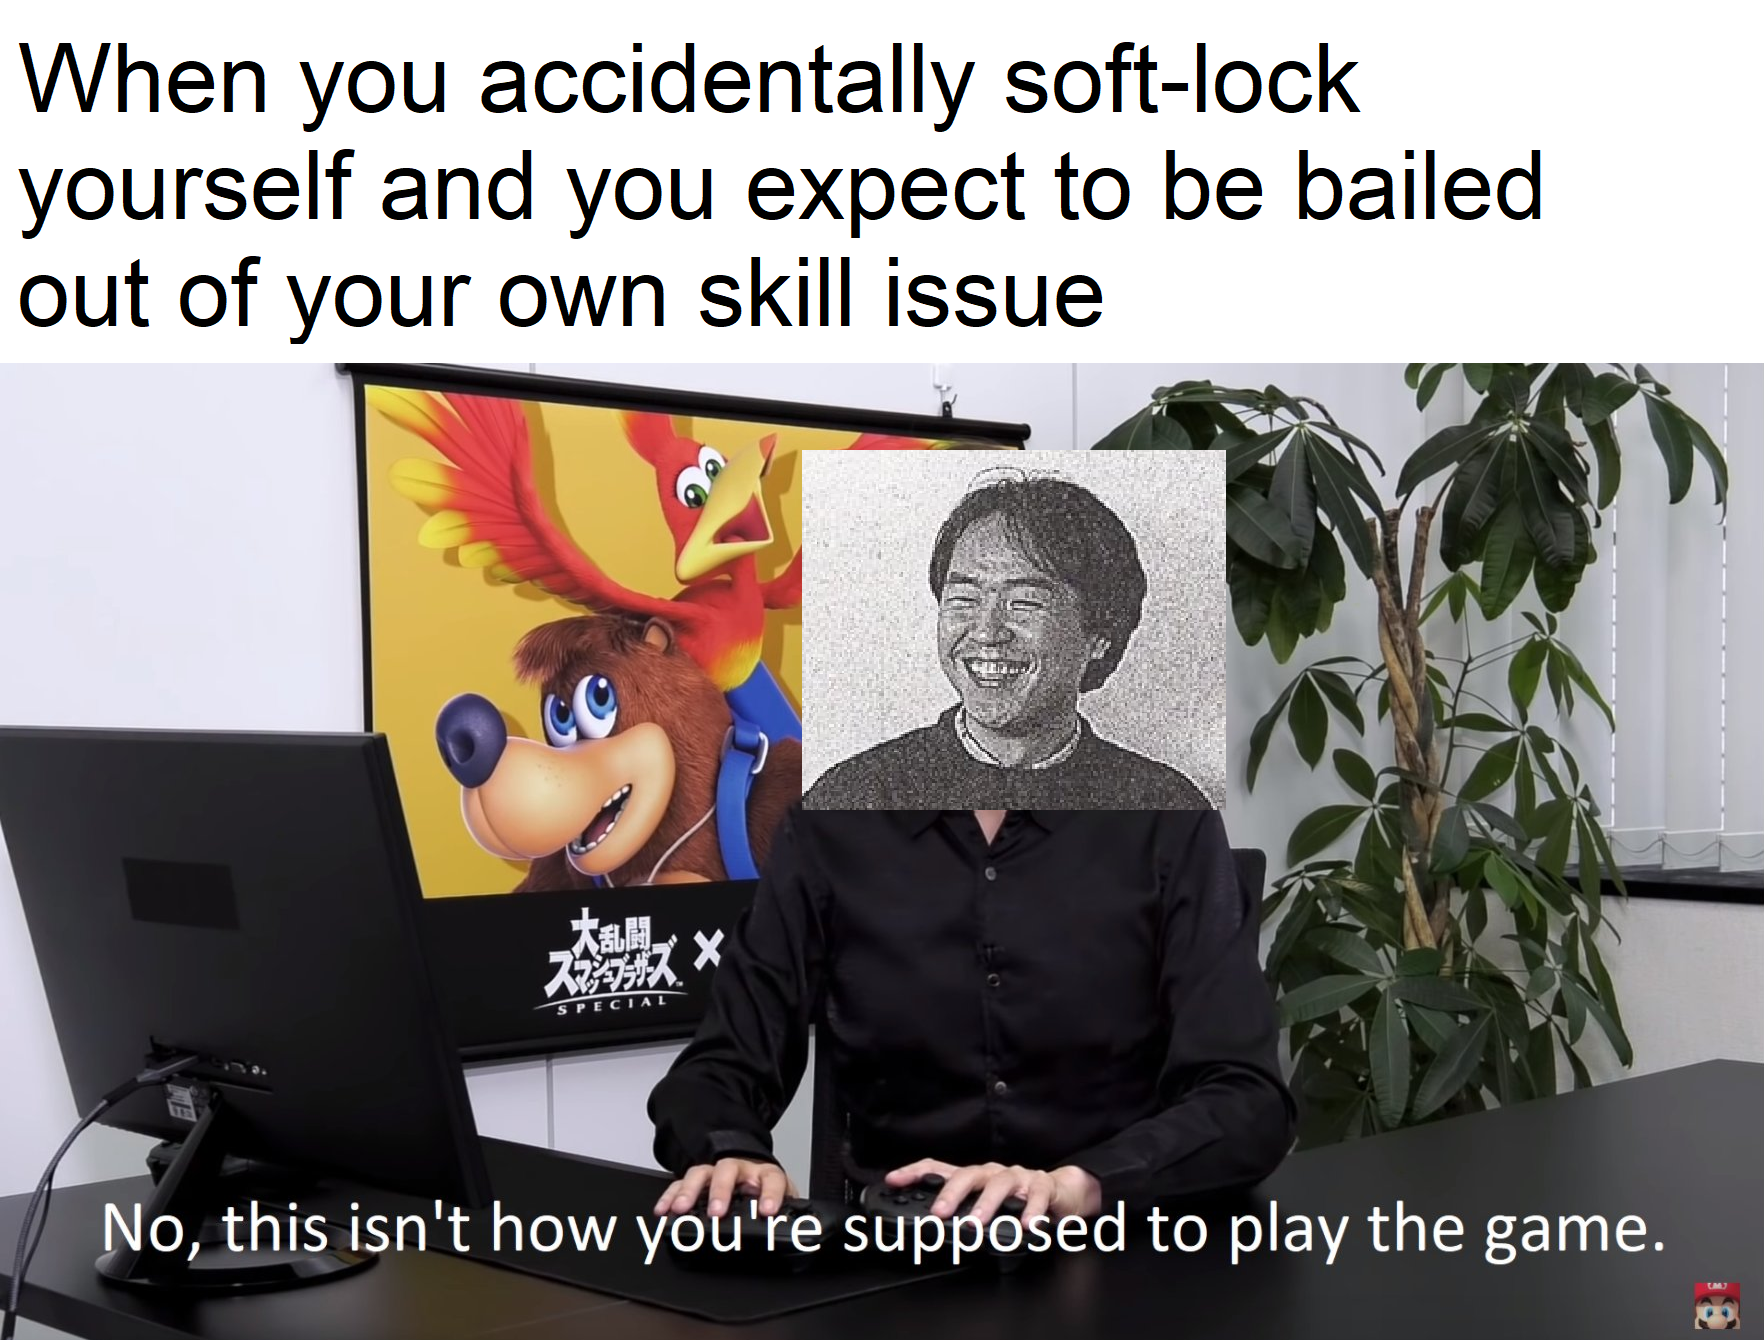 When you accidentally soft-lock
yourself and you expect to be bailed
out of your own skill issue
大乱闘
スマッシュブラザーズ ×
SPECIAL
No, this isn't how you're supposed to play the game.